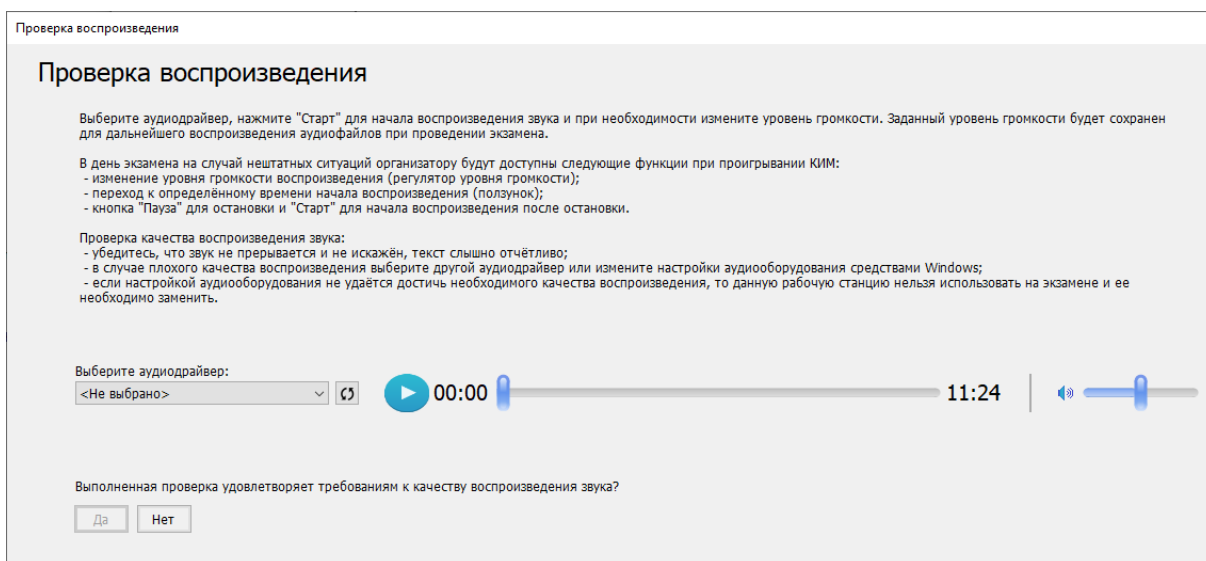 Проверка воспроизведения
Проверка воспроизведения
Выберите аудиодрайвер, нажмите "Старт" для начала воспроизведения звука и при необходимости измените уровень громкости. Заданный уровень громкости будет сохранен
для дальнейшего воспроизведения аудиофайлов при проведении экзамена.
В день экзамена на случай нештатных ситуаций организатору будут доступны следующие функции при проигрывании КИМ:
- изменение уровня громкости воспроизведения (регулятор уровня громкости);
- переход к определённому времени начала воспроизведения (ползунок);
- кнопка "Пауза" для остановки и "Старт" для начала воспроизведения после остановки.
Проверка качества воспроизведения звука:
- убедитесь, что звук не прерывается и не искажён, текст слышно отчётливо;
- в случае плохого качества воспроизведения выберите другой аудиодрайвер или измените настройки аудиооборудования средствами Windows;
- если настройкой аудиооборудования не удаётся достичь необходимого качества воспроизведения, то данную рабочую станцию нельзя использовать на экзамене и ее
необходимо заменить.
Выберите аудиодрайвер:
<Не выбрано> 00:00 11:24
Выполненная проверка удовлетворяет требованиям к качеству воспроизведения звука?
Да Нет